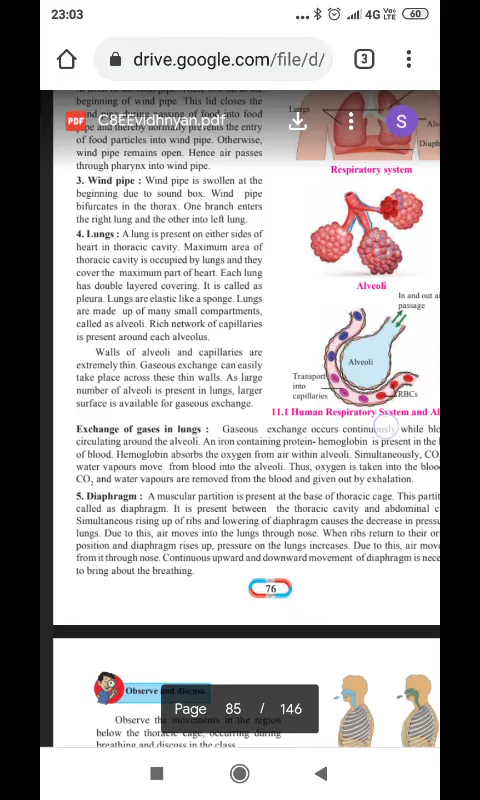 23:03
4G Vo) LTE 60
drive.google.com/file/d/
3
beginning of wind pipe. This lid closes the
PDF C8EEVidhnyan.pdf
S
pipe and thereby normally prevents the entry
of food particles into wind pipe. Otherwise,
wind pipe remains open. Hence air passes
through pharynx into wind pipe.
3. Wind pipe : Wind pipe is swollen at the
beginning due to sound box. Wind pipe
bifurcates in the thorax. One branch enters
the right lung and the other into left lung.
4. Lungs : A lung is present on either sides of
heart in thoracic cavity. Maximum area of
thoracic cavity is occupied by lungs and they
cover the maximum part of heart. Each lung
has double layered covering. It is called as
pleura. Lungs are elastic like a sponge. Lungs
are made up of many small compartments,
called as alveoli. Rich network of capillaries
is present around each alveolus.
Walls of alveoli and capillaries are
extremely thin. Gaseous exchange can easily
take place across these thin walls. As large
number of alveoli is present in lungs, larger
surface is available for gaseous exchange.
Lungs
Alv
Diaph
Respiratory system
Alveoli
In and out ai
passage
Alveoli
Transport
into
capillaries
RBCs
11.1 Human Respiratory System and Al
Exchange of gases in lungs : Gaseous exchange occurs continuously while blo
circulating around the alveoli. An iron containing protein- hemoglobin is present in the
of blood. Hemoglobin absorbs the oxygen from air within alveoli. Simultaneously, CO
water vapours move from blood into the alveoli. Thus, oxygen is taken into the bloo
CO₂ and water vapours are removed from the blood and given out by exhalation.
5. Diaphragm : A muscular partition is present at the base of thoracic cage. This partit
called as diaphragm. It is present between the thoracic cavity and abdominal c
Simultaneous rising up of ribs and lowering of diaphragm causes the decrease in pressu
lungs. Due to this, air moves into the lungs through nose. When ribs return to their or
position and diaphragm rises up, pressure on the lungs increases. Due to this, air mov
from it through nose. Continuous upward and downward movement of diaphragm is nece
to bring about the breathing.
76
Observe and discuss.
Page 85 / 146
Observe the movements in the region
below the thoracic cage, occurring during
breathing and discuss in the class.